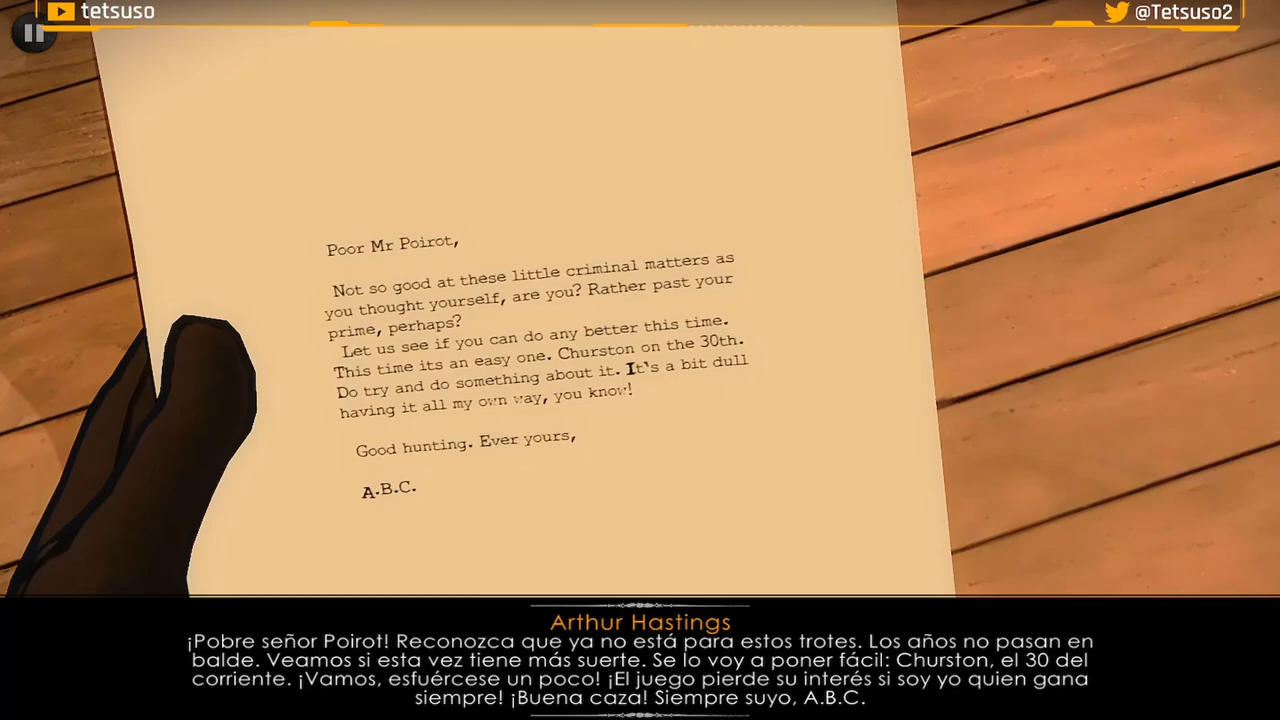 tetsuso
@Tetsuso2
Poor Mr Poirot,
Not so good at these little criminal matters as
you thought yourself, are you? Rather past your
prime, perhaps?
Let us see if you can do any better this time.
This time its an easy one. Churston on the 30th.
Do try and do something about it. It's a bit dull
having it all my own way, you know!
Good hunting. Ever yours,
A.B.C.
Arthur Hastings
¡Pobre señor Poirot! Reconozca que ya no está para estos trotes. Los años no pasan en
balde. Veamos si esta vez tiene más suerte. Se lo voy a poner fácil: Churston, el 30 del
corriente. ¡Vamos, esfuércese un poco! ¡El juego pierde su interés si soy yo quien gana
siempre! ¡Buena caza! Siempre suyo, A.B.C.